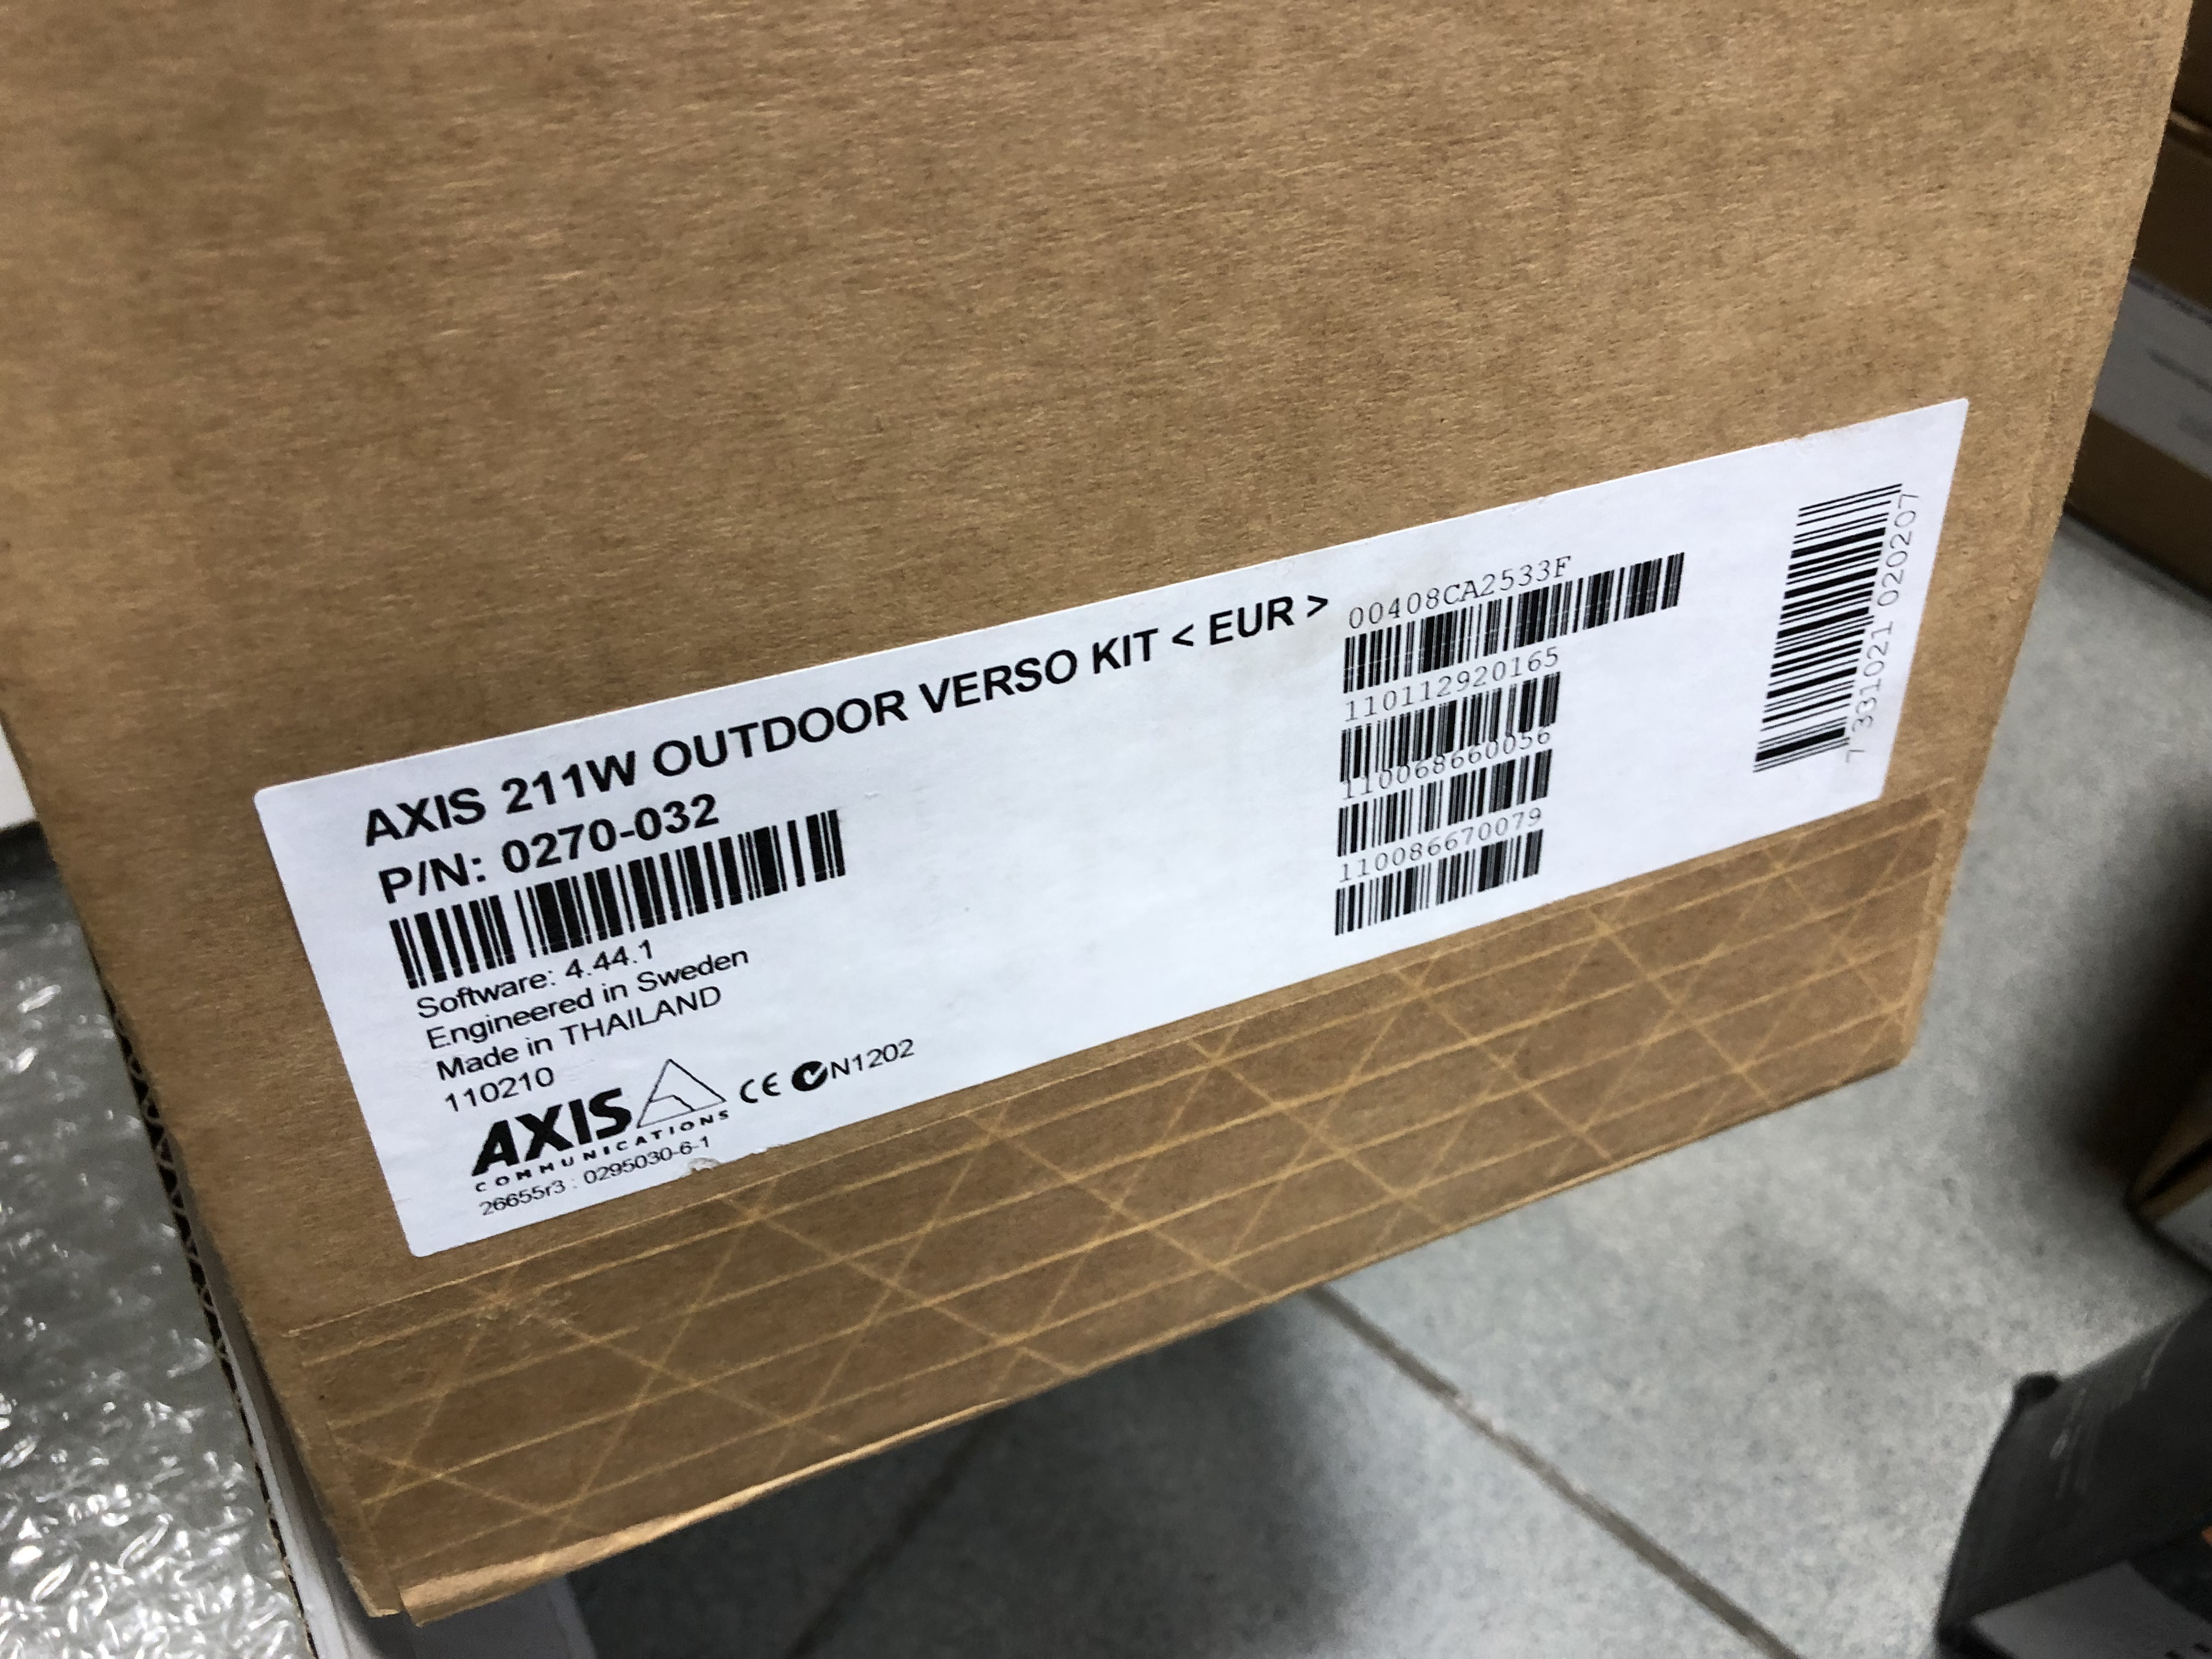 AXIS 211W OUTDOOR VERSO KIT < EUR >
P/N: 0270-032
Software: 4.44.1
Engineered in Sweden
Made in THAILAND
110210
AXIS
COMMUNICATIONS
CE N1202
26655r3 : 0295030-6-1
00408CA2533F
110112920165
110068660056
110086670079
7 331021 020207